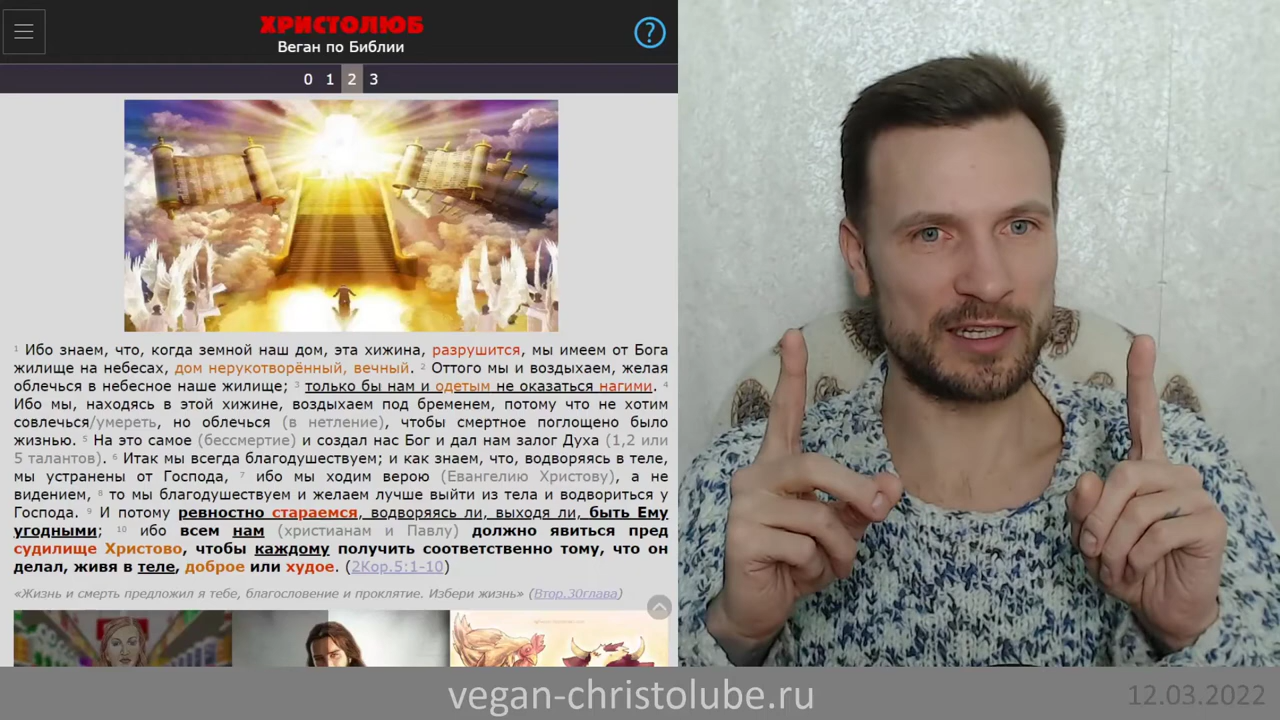 ХРИСТОЛЮБ
Веган по Библии
?
0 1 2 3
1 Ибо знаем, что, когда земной наш дом, эта хижина, разрушится, мы имеем от Бога
жилище на небесах, дом нерукотворённый, вечный. 2 Оттого мы и воздыхаем, желая
облечься в небесное наше жилище; 3 только бы нам и одетым не оказаться нагими. 4
Ибо мы, находясь в этой хижине, воздыхаем под бременем, потому что не хотим
совлечься/умереть, но облечься (в нетление), чтобы смертное поглощено было
жизнью. 5 На это самое (бессмертие) и создал нас Бог и дал нам залог Духа (1,2 или
5 талантов). 6 Итак мы всегда благодушествуем; и как знаем, что, водворяясь в теле,
мы устранены от Господа, 7 ибо мы ходим верою (Евангелию Христову), а не
видением, 8 то мы благодушествуем и желаем лучше выйти из тела и водвориться у
Господа. 9 И потому ревностно стараемся, водворяясь ли, выходя ли, быть Ему
угодными; 10 ибо всем нам (христианам и Павлу) должно явиться пред
судилище Христово, чтобы каждому получить соответственно тому, что он
делал, живя в теле, доброе или худое. (2Кор.5:1-10)
«Жизнь и смерть предложил я тебе, благословение и проклятие. Избери жизнь» (Втор.30глава)
vegan-christolube.ru
12.03.2022